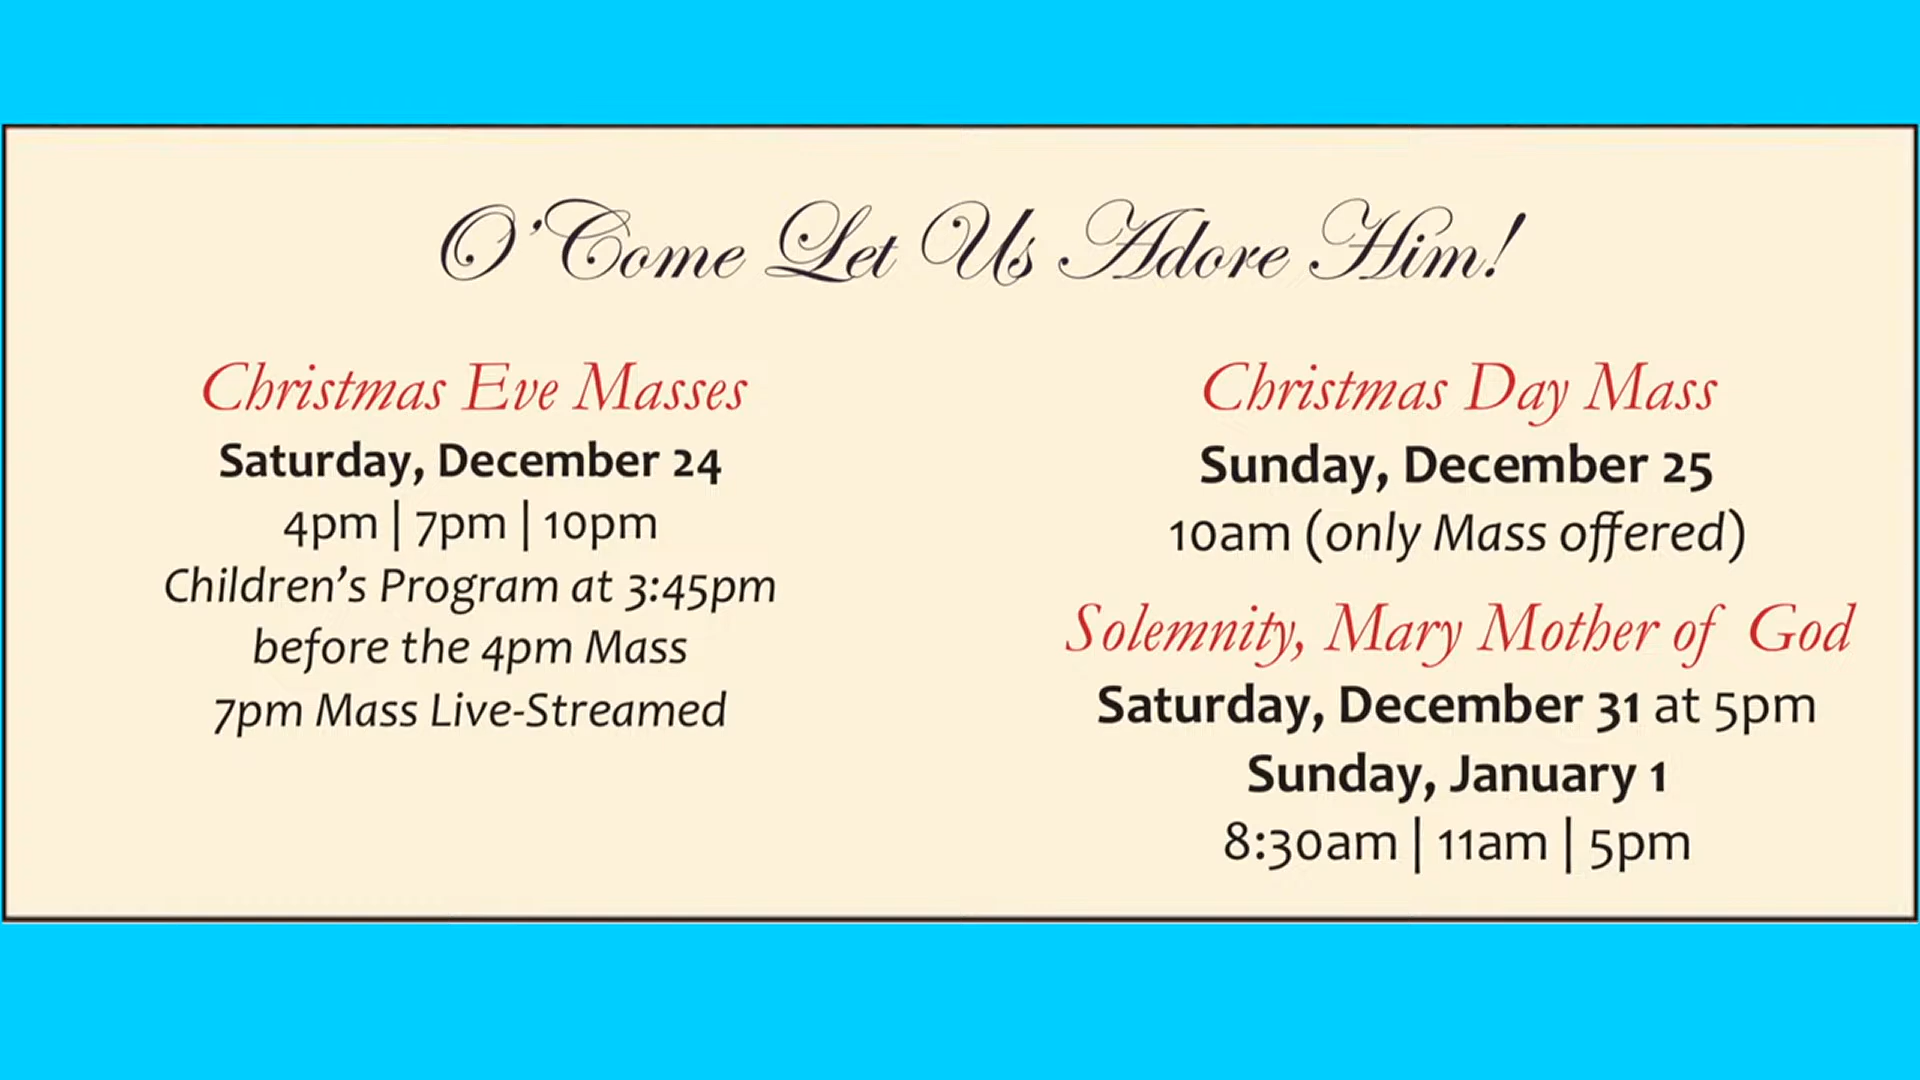 O'Come Let Us Adore Him!
Christmas Eve Masses
Saturday, December 24
4pm | 7pm | 10pm
Children’s Program at 3:45pm
before the 4pm Mass
7pm Mass Live-Streamed
Christmas Day Mass
Sunday, December 25
10am (only Mass offered)
Solemnity, Mary Mother of God
Saturday, December 31 at 5pm
Sunday, January 1
8:30am | 11am | 5pm